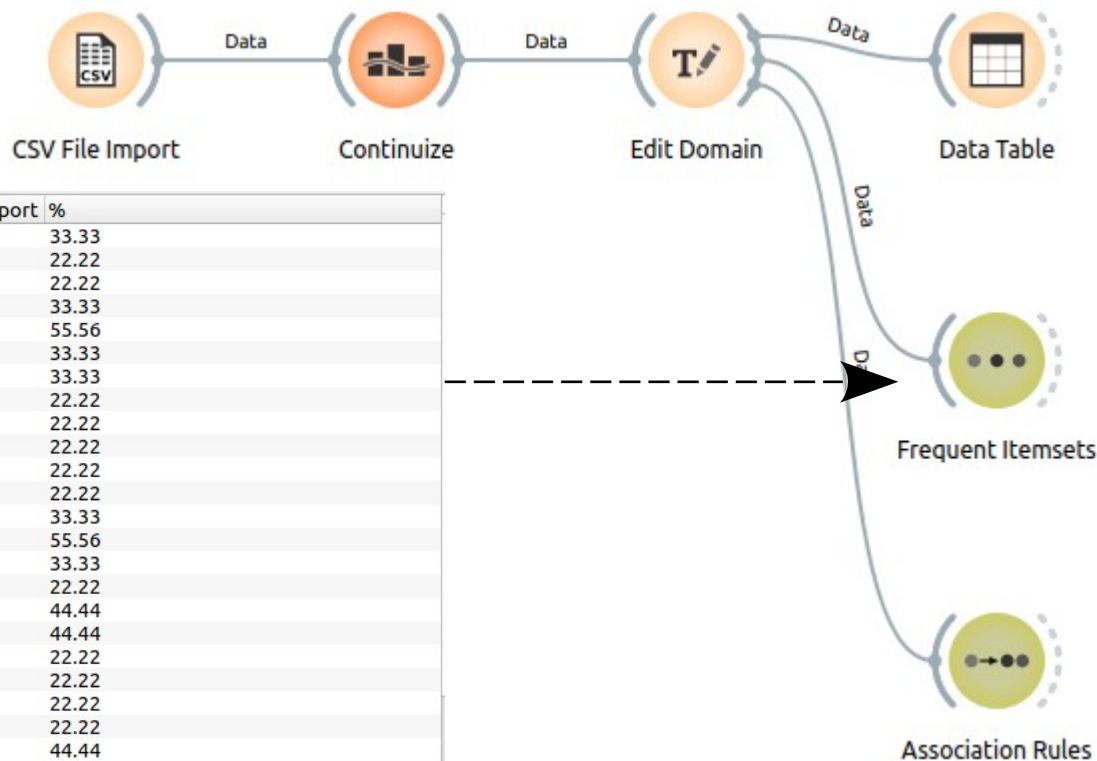 Data
Data
Data
CSV
T
CSV File Import
Continuize
Edit Domain
Data Table
Data
port %
33.33
22.22
22.22
33.33
55.56
33.33
33.33
22.22
22.22
22.22
22.22
22.22
33.33
55.56
33.33
22.22
44.44
44.44
22.22
22.22
22.22
22.22
44.44
Frequent Itemsets
Association Rules